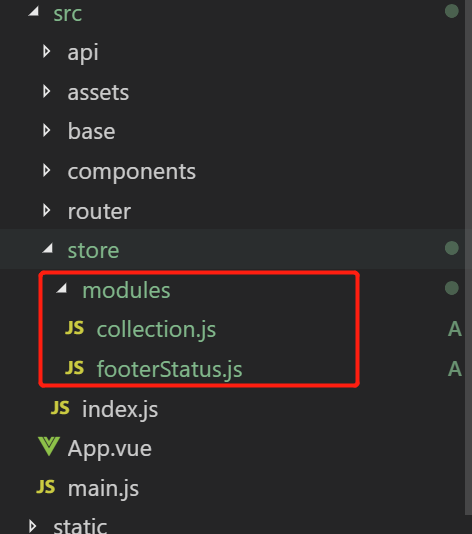 src
api
assets
base
components
router
store
modules
JS collection.js A
JS footerStatus.js A
JS index.js
App.vue
JS main.js
static